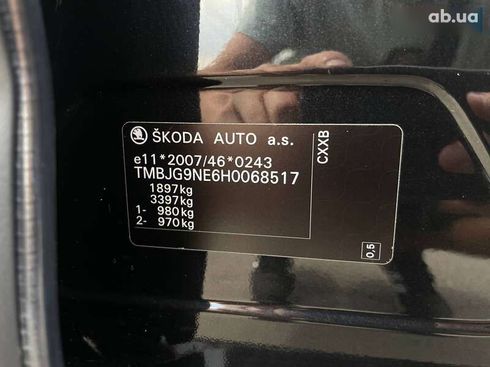 ab.ua
ŠKODA AUTO a.s.
e11*2007/46*0243
TMBJG9NE6H0068517
1897kg
3397kg
1- 980kg
2- 970kg
CXXB
0,5